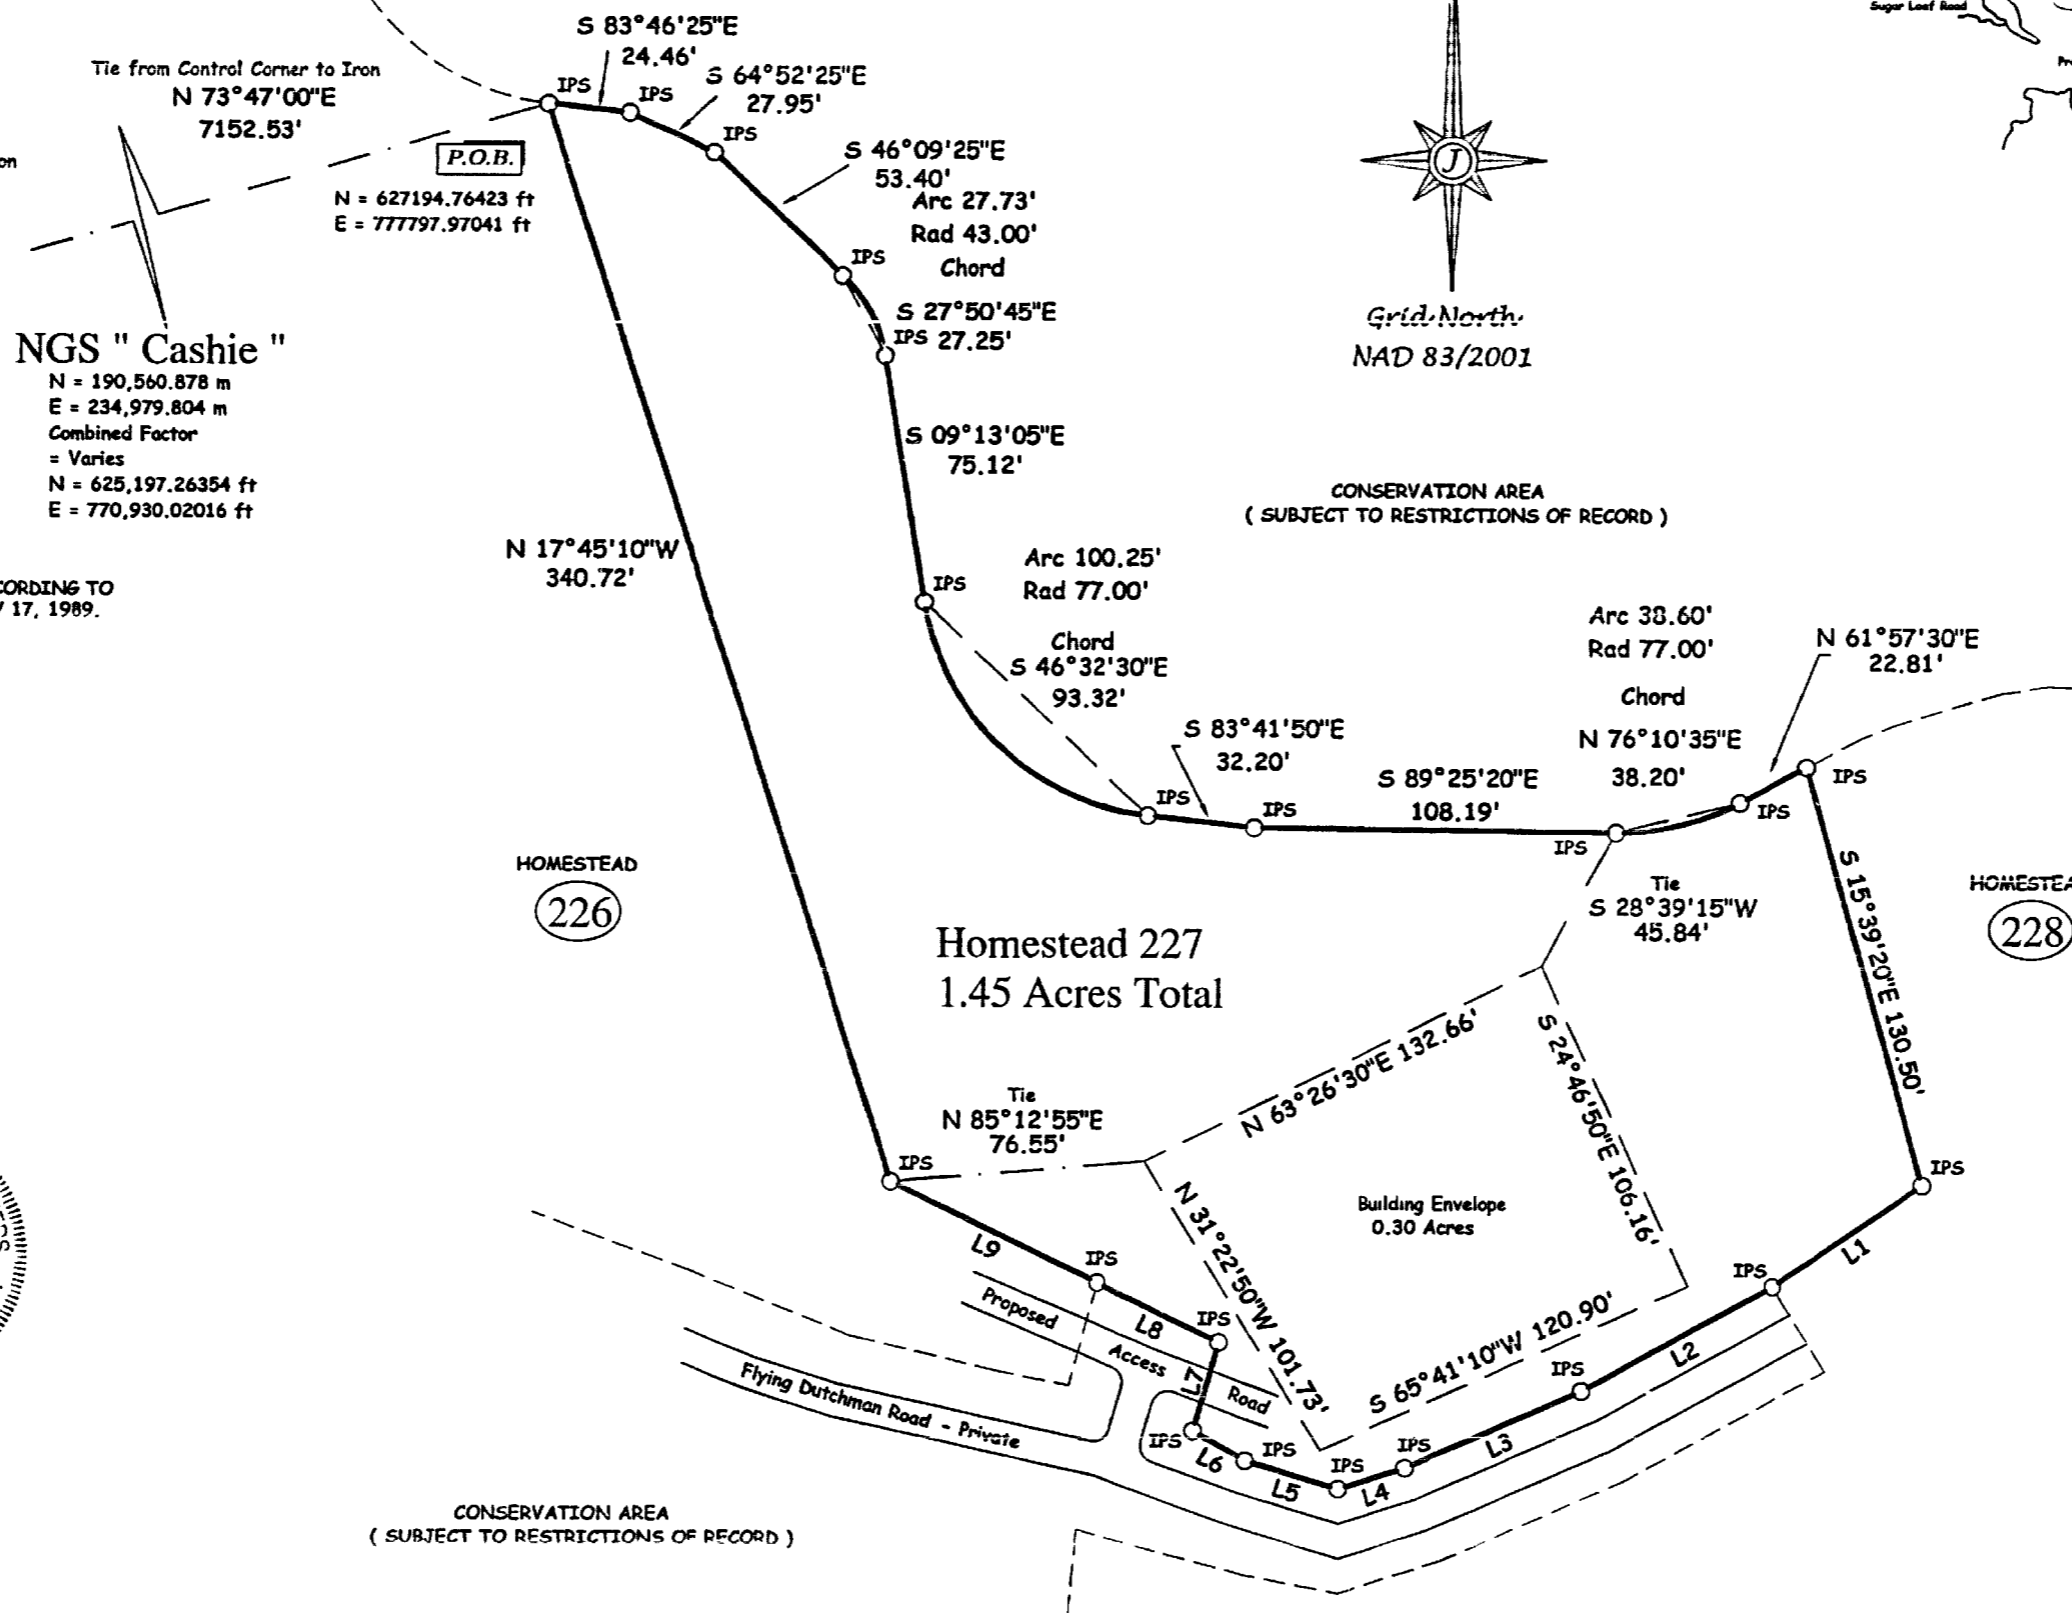 Sugar Loaf Road
S 83°46'25"E
24.46'
Tie from Control Corner to Iron
N 73°47'00"E
7152.53'
S 64°52'25"E
27.95'
IPS
IPS
IPS
P.O.B.
N = 627194.76423 ft
E = 777797.97041 ft
S 46°09'25"E
53.40'
Arc 27.73'
Rad 43.00'
Chord
S 27°50'45"E
27.25'
IPS
IPS
J
Grid North
NAD 83/2001
NGS " Cashie "
N = 190,560.878 m
E = 234,979.804 m
Combined Factor
= Varies
N = 625,197.26354 ft
E = 770,930.02016 ft
S 09°13'05"E
75.12'
CONSERVATION AREA
( SUBJECT TO RESTRICTIONS OF RECORD )
N 17°45'10"W
340.72'
CORDING TO
17, 1989.
IPS
Arc 100.25'
Rad 77.00'
Chord
S 46°32'30"E
93.32'
S 83°41'50"E
32.20'
IPS
IPS
S 89°25'20"E
108.19'
Arc 38.60'
Rad 77.00'
Chord
N 76°10'35"E
38.20'
N 61°57'30"E
22.81'
IPS
IPS
IPS
Tie
S 28°39'15"W
45.84'
S 15°39'20"E 130.50'
HOMESTEAD
226
HOMESTEA
228
Homestead 227
1.45 Acres Total
N 63°26'30"E 132.66'
S 24°46'50"E 106.16'
Tie
N 85°12'55"E
76.55'
IPS
IPS
N 31°22'50"W 101.73'
Building Envelope
0.30 Acres
S 65°41'10"W 120.90'
L9
IPS
L8
IPS
L7
IPS
L6
IPS
L5
IPS
L4
IPS
L3
IPS
L2
IPS
L1
Proposed
Access
Road
Flying Dutchman Road - Private
CONSERVATION AREA
( SUBJECT TO RESTRICTIONS OF RECORD )